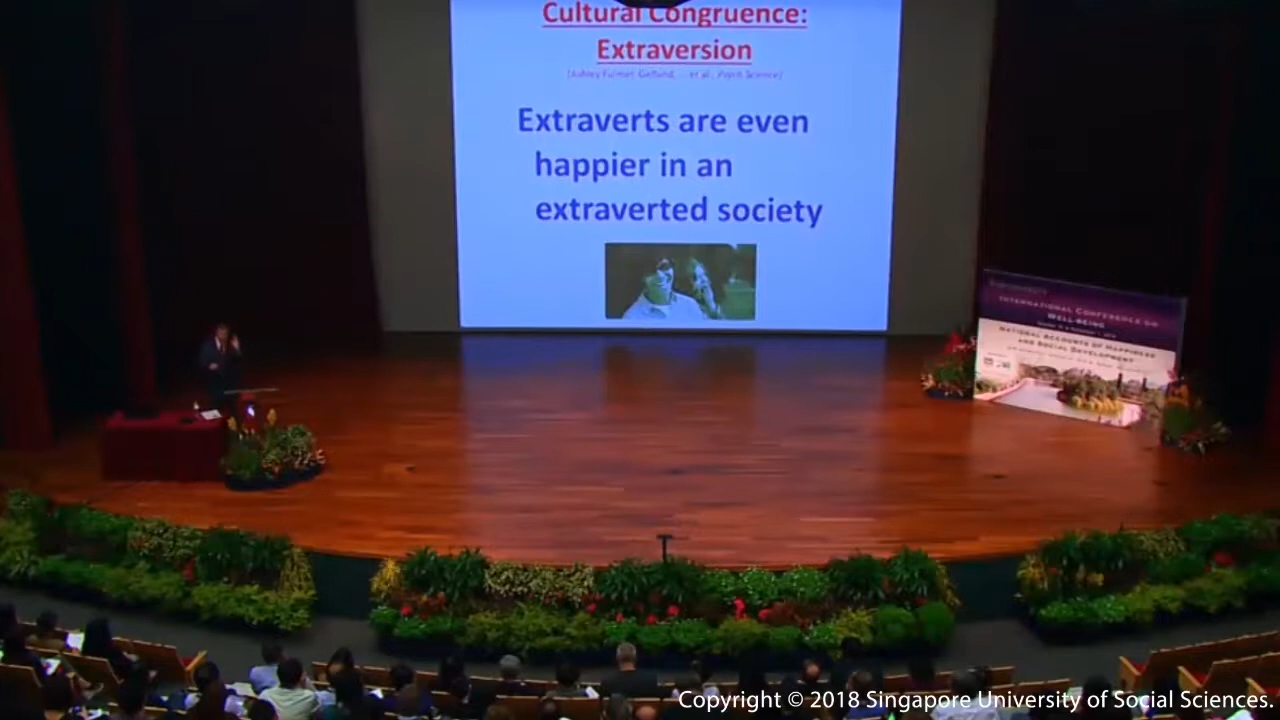 Cultural Congruence:
Extraversion
Extraverts are even
happier in an
extraverted society
INTERNATIONAL CONFERENCE ON
WELL-BEING
NATIONAL ACCOUNTS OF HAPPINESS
AND SOCIAL DEVELOPMENT
Copyright © 2018 Singapore University of Social Sciences.